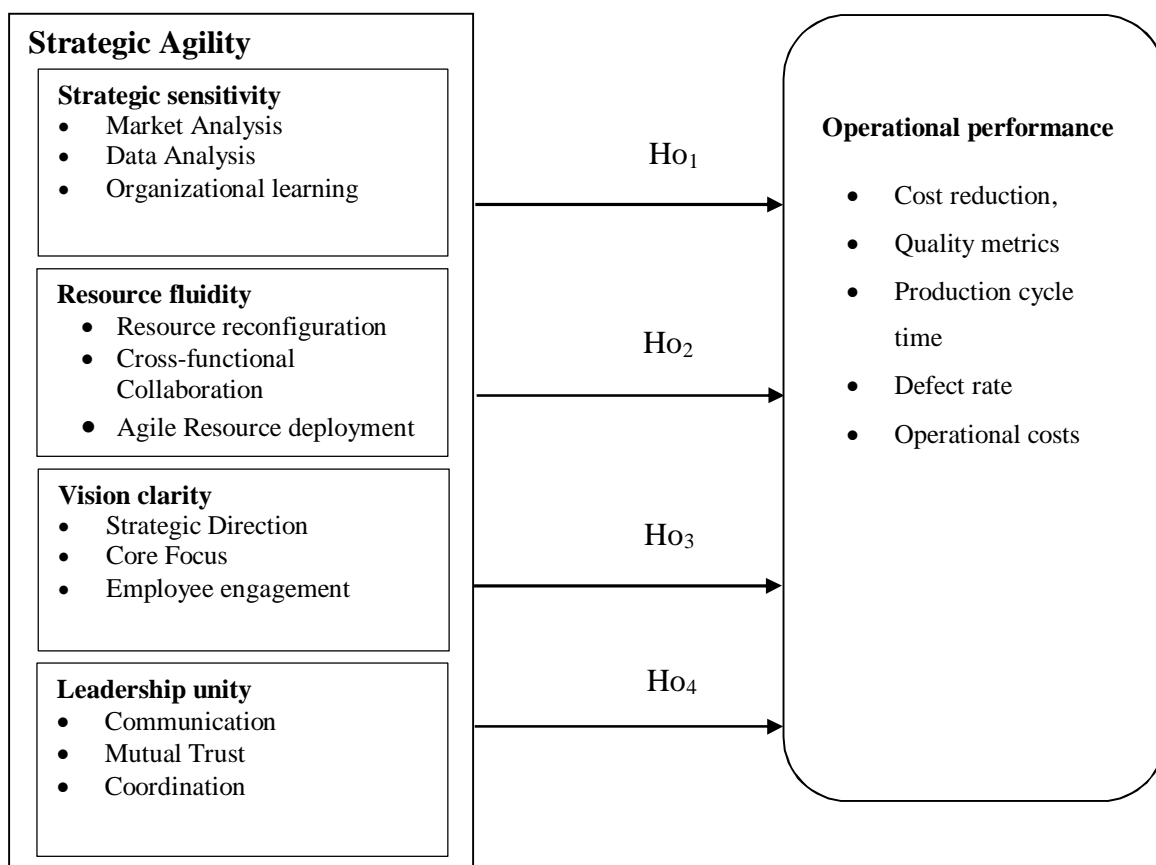 Strategic Agility
Strategic sensitivity
• Market Analysis
• Data Analysis
• Organizational learning
Resource fluidity
• Resource reconfiguration
• Cross-functional
Collaboration
• Agile Resource deployment
Vision clarity
• Strategic Direction
• Core Focus
• Employee engagement
Leadership unity
• Communication
• Mutual Trust
• Coordination
Ho₁
Ho₂
Ho₃
Ho₄
Operational performance
• Cost reduction,
• Quality metrics
• Production cycle
time
• Defect rate
• Operational costs